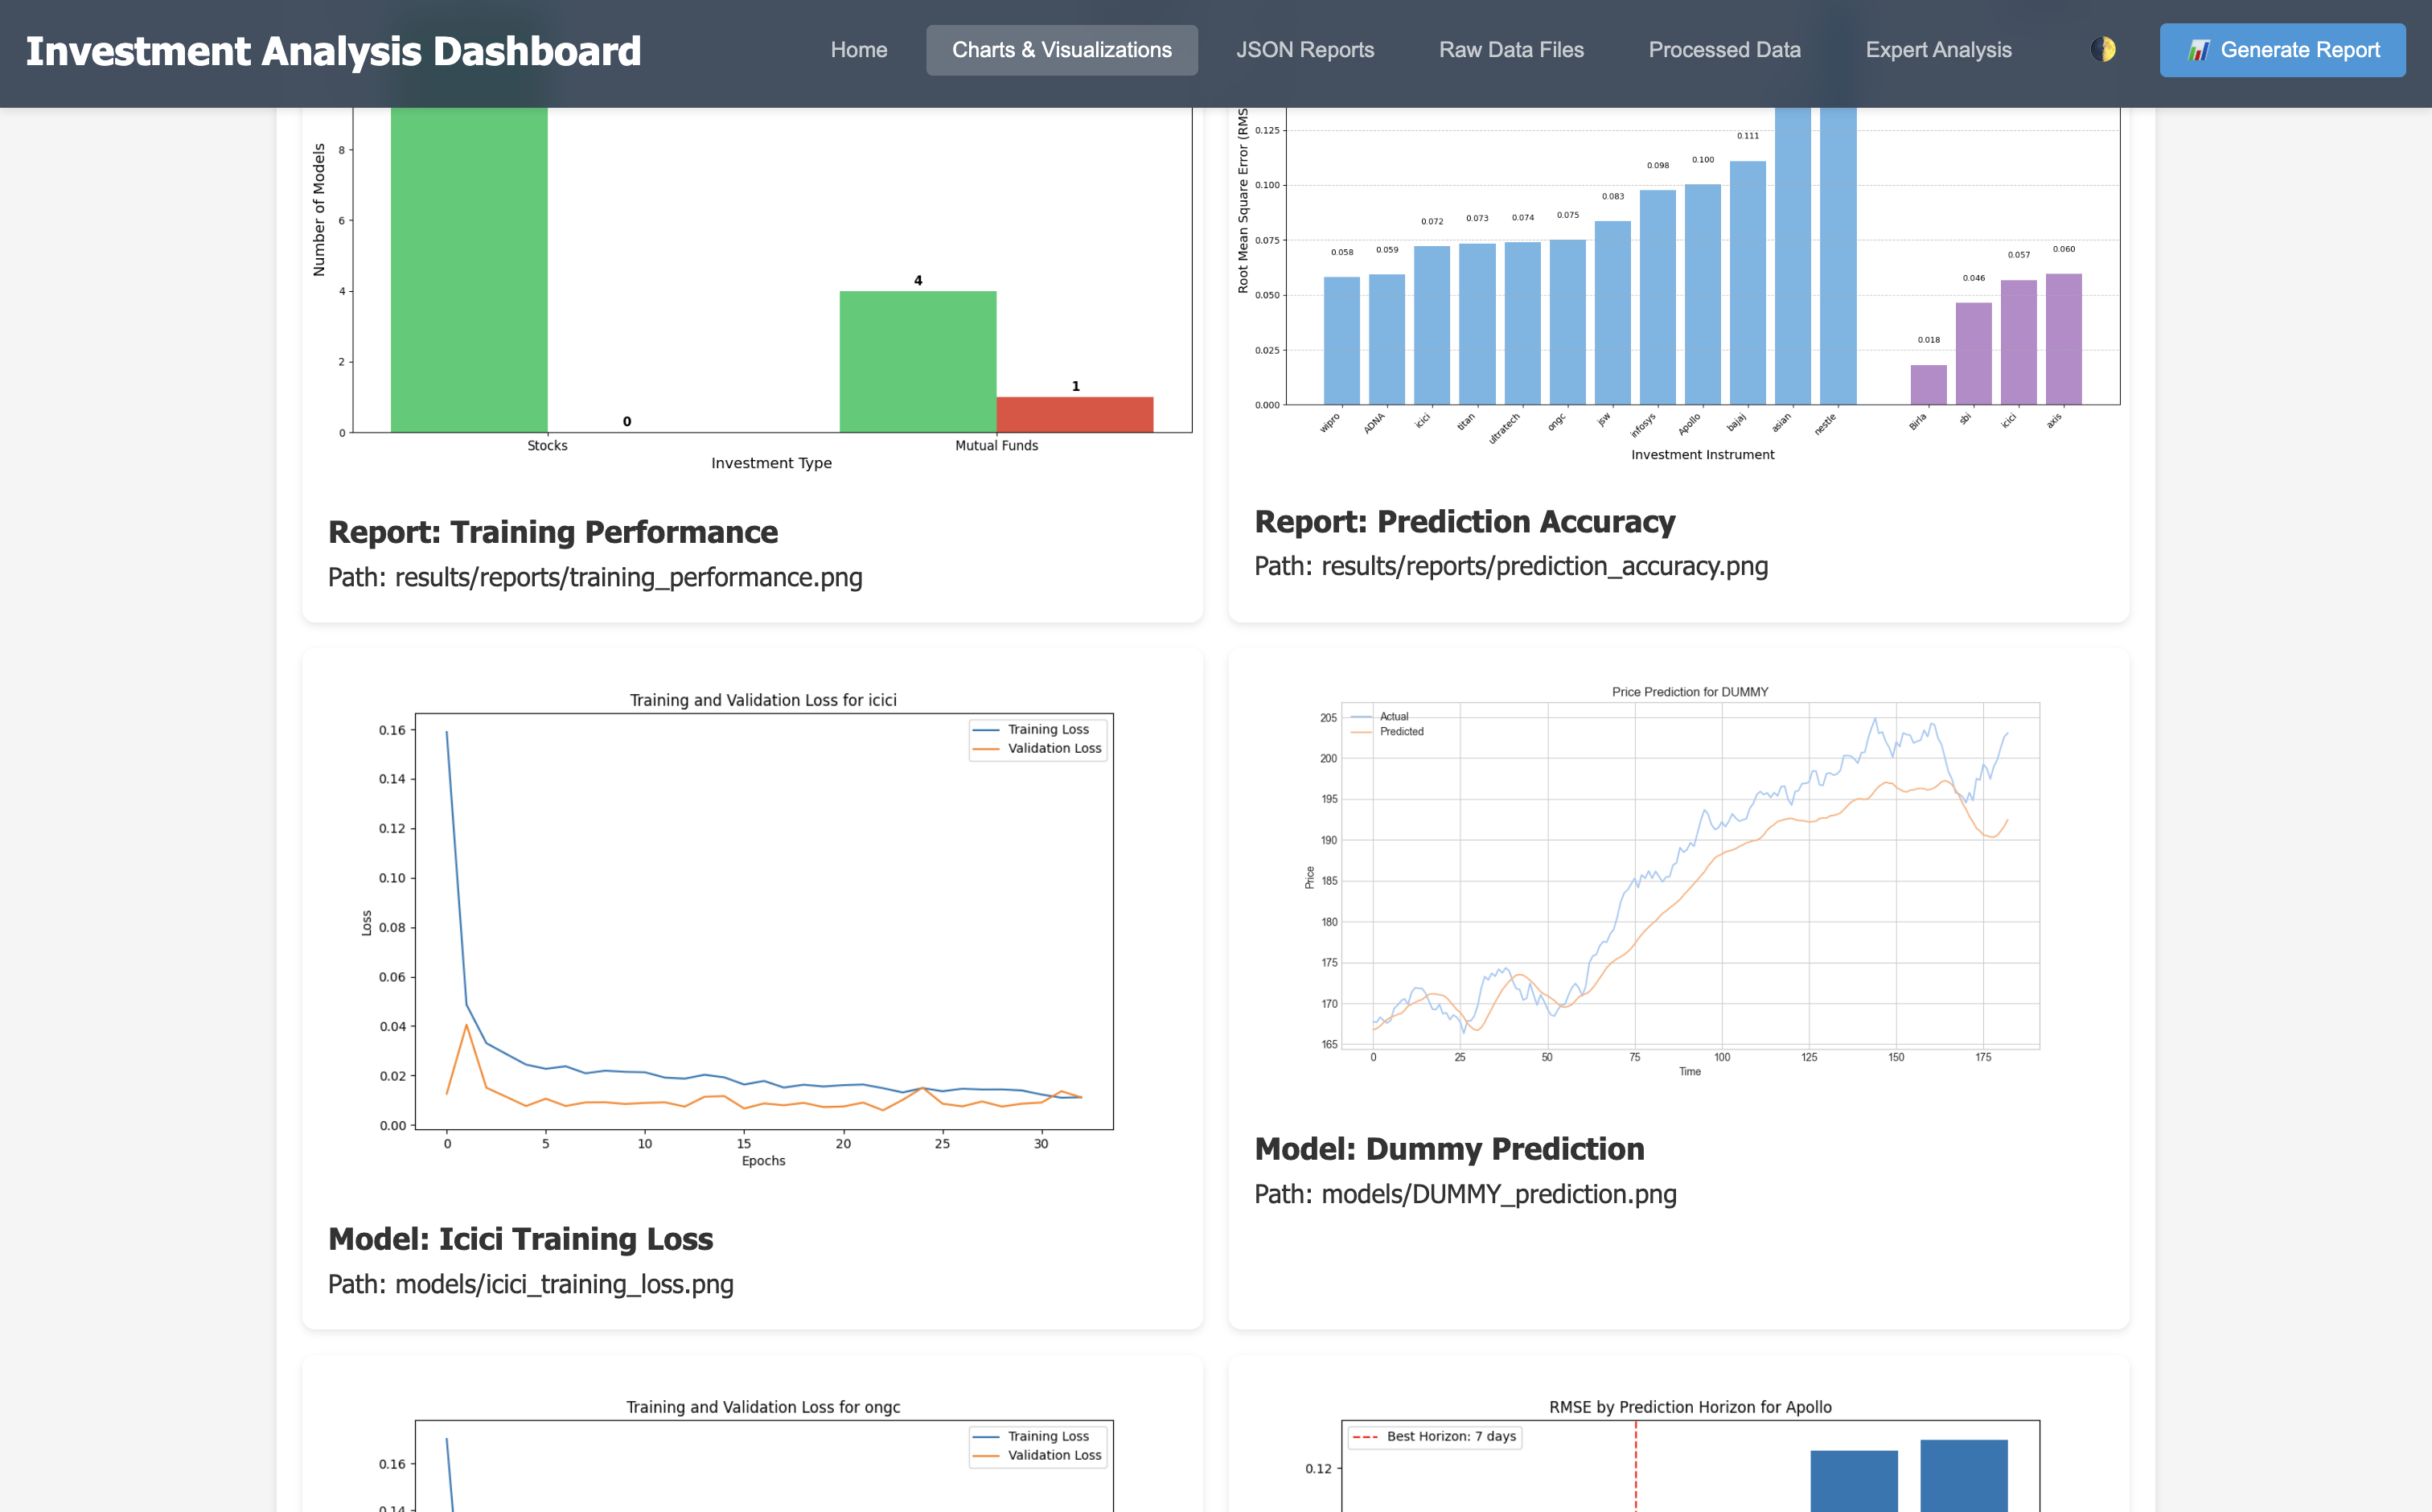 Investment Analysis Dashboard
Home
Charts & Visualizations
JSON Reports
Raw Data Files
Processed Data
Expert Analysis
Generate Report
Number of Models
8
6
4
2
0
4
1
0
Stocks
Mutual Funds
Investment Type
Report: Training Performance
Path: results/reports/training_performance.png
Root Mean Square Error (RMS
0.125
0.100
0.075
0.050
0.025
0.000
0.058
0.059
0.072
0.073
0.074
0.075
0.083
0.098
0.100
0.111
0.018
0.046
0.057
0.060
wipro
ADNA
icici
titan
ultratech
ongc
jsw
infosys
Apollo
bajaj
asian
nestle
Birla
sbi
icici
axis
Investment Instrument
Report: Prediction Accuracy
Path: results/reports/prediction_accuracy.png
Training and Validation Loss for icici
Training Loss
Validation Loss
Loss
0.16
0.14
0.12
0.10
0.08
0.06
0.04
0.02
0.00
0
5
10
15
20
25
30
Epochs
Model: Icici Training Loss
Path: models/icici_training_loss.png
Price Prediction for DUMMY
Actual
Predicted
Price
205
200
195
190
185
180
175
170
165
0
25
50
75
100
125
150
175
Time
Model: Dummy Prediction
Path: models/DUMMY_prediction.png
Training and Validation Loss for ongc
Training Loss
Validation Loss
0.16
0.14
RMSE by Prediction Horizon for Apollo
Best Horizon: 7 days
0.12